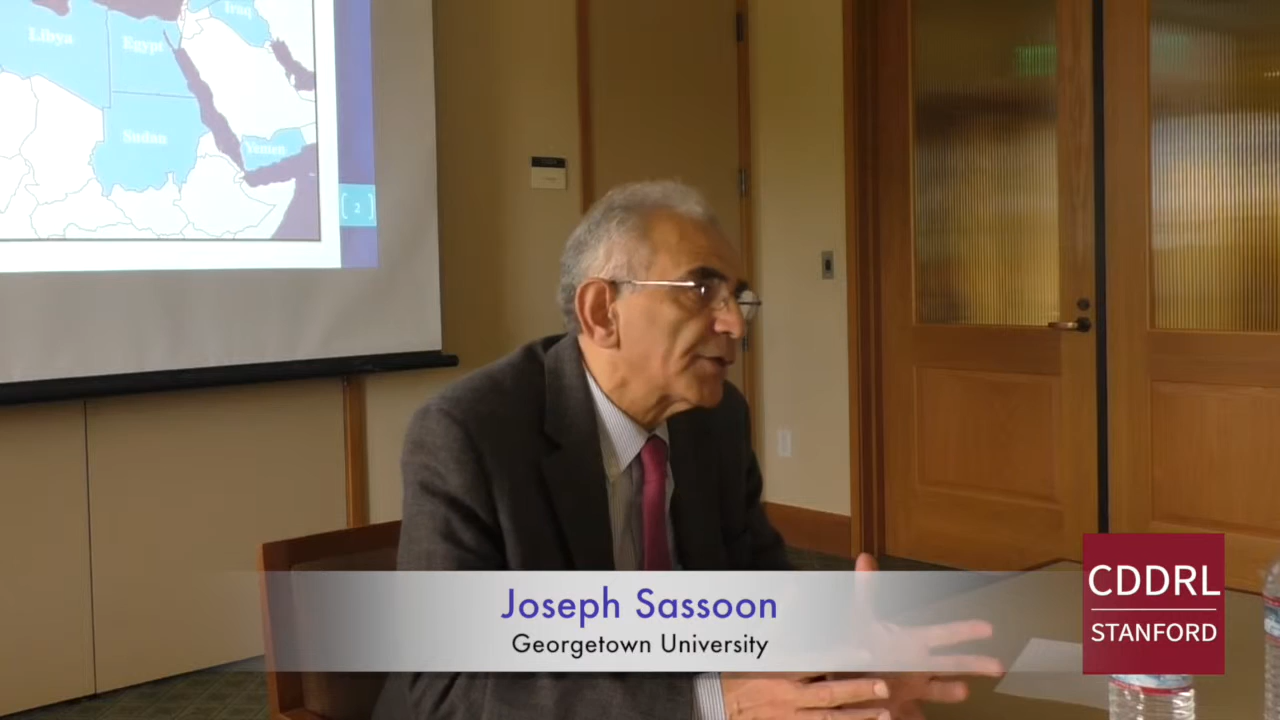 Iraq
Libya
Egypt
Sudan
Yemen
[ 2 ]
Joseph Sassoon
Georgetown University
CDDRL
STANFORD